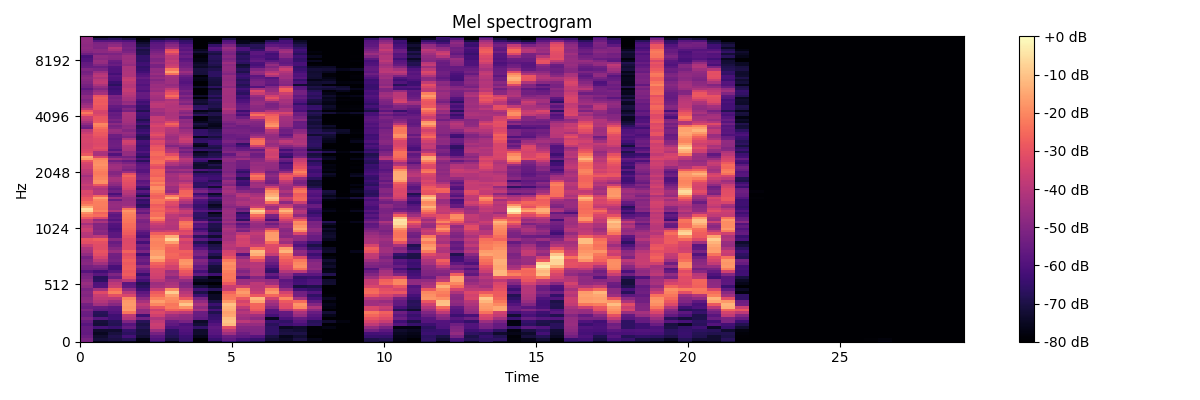 Mel spectrogram
Hz
8192
4096
2048
1024
512
0
0 5 10 15 20 25
Time
+0 dB
-10 dB
-20 dB
-30 dB
-40 dB
-50 dB
-60 dB
-70 dB
-80 dB